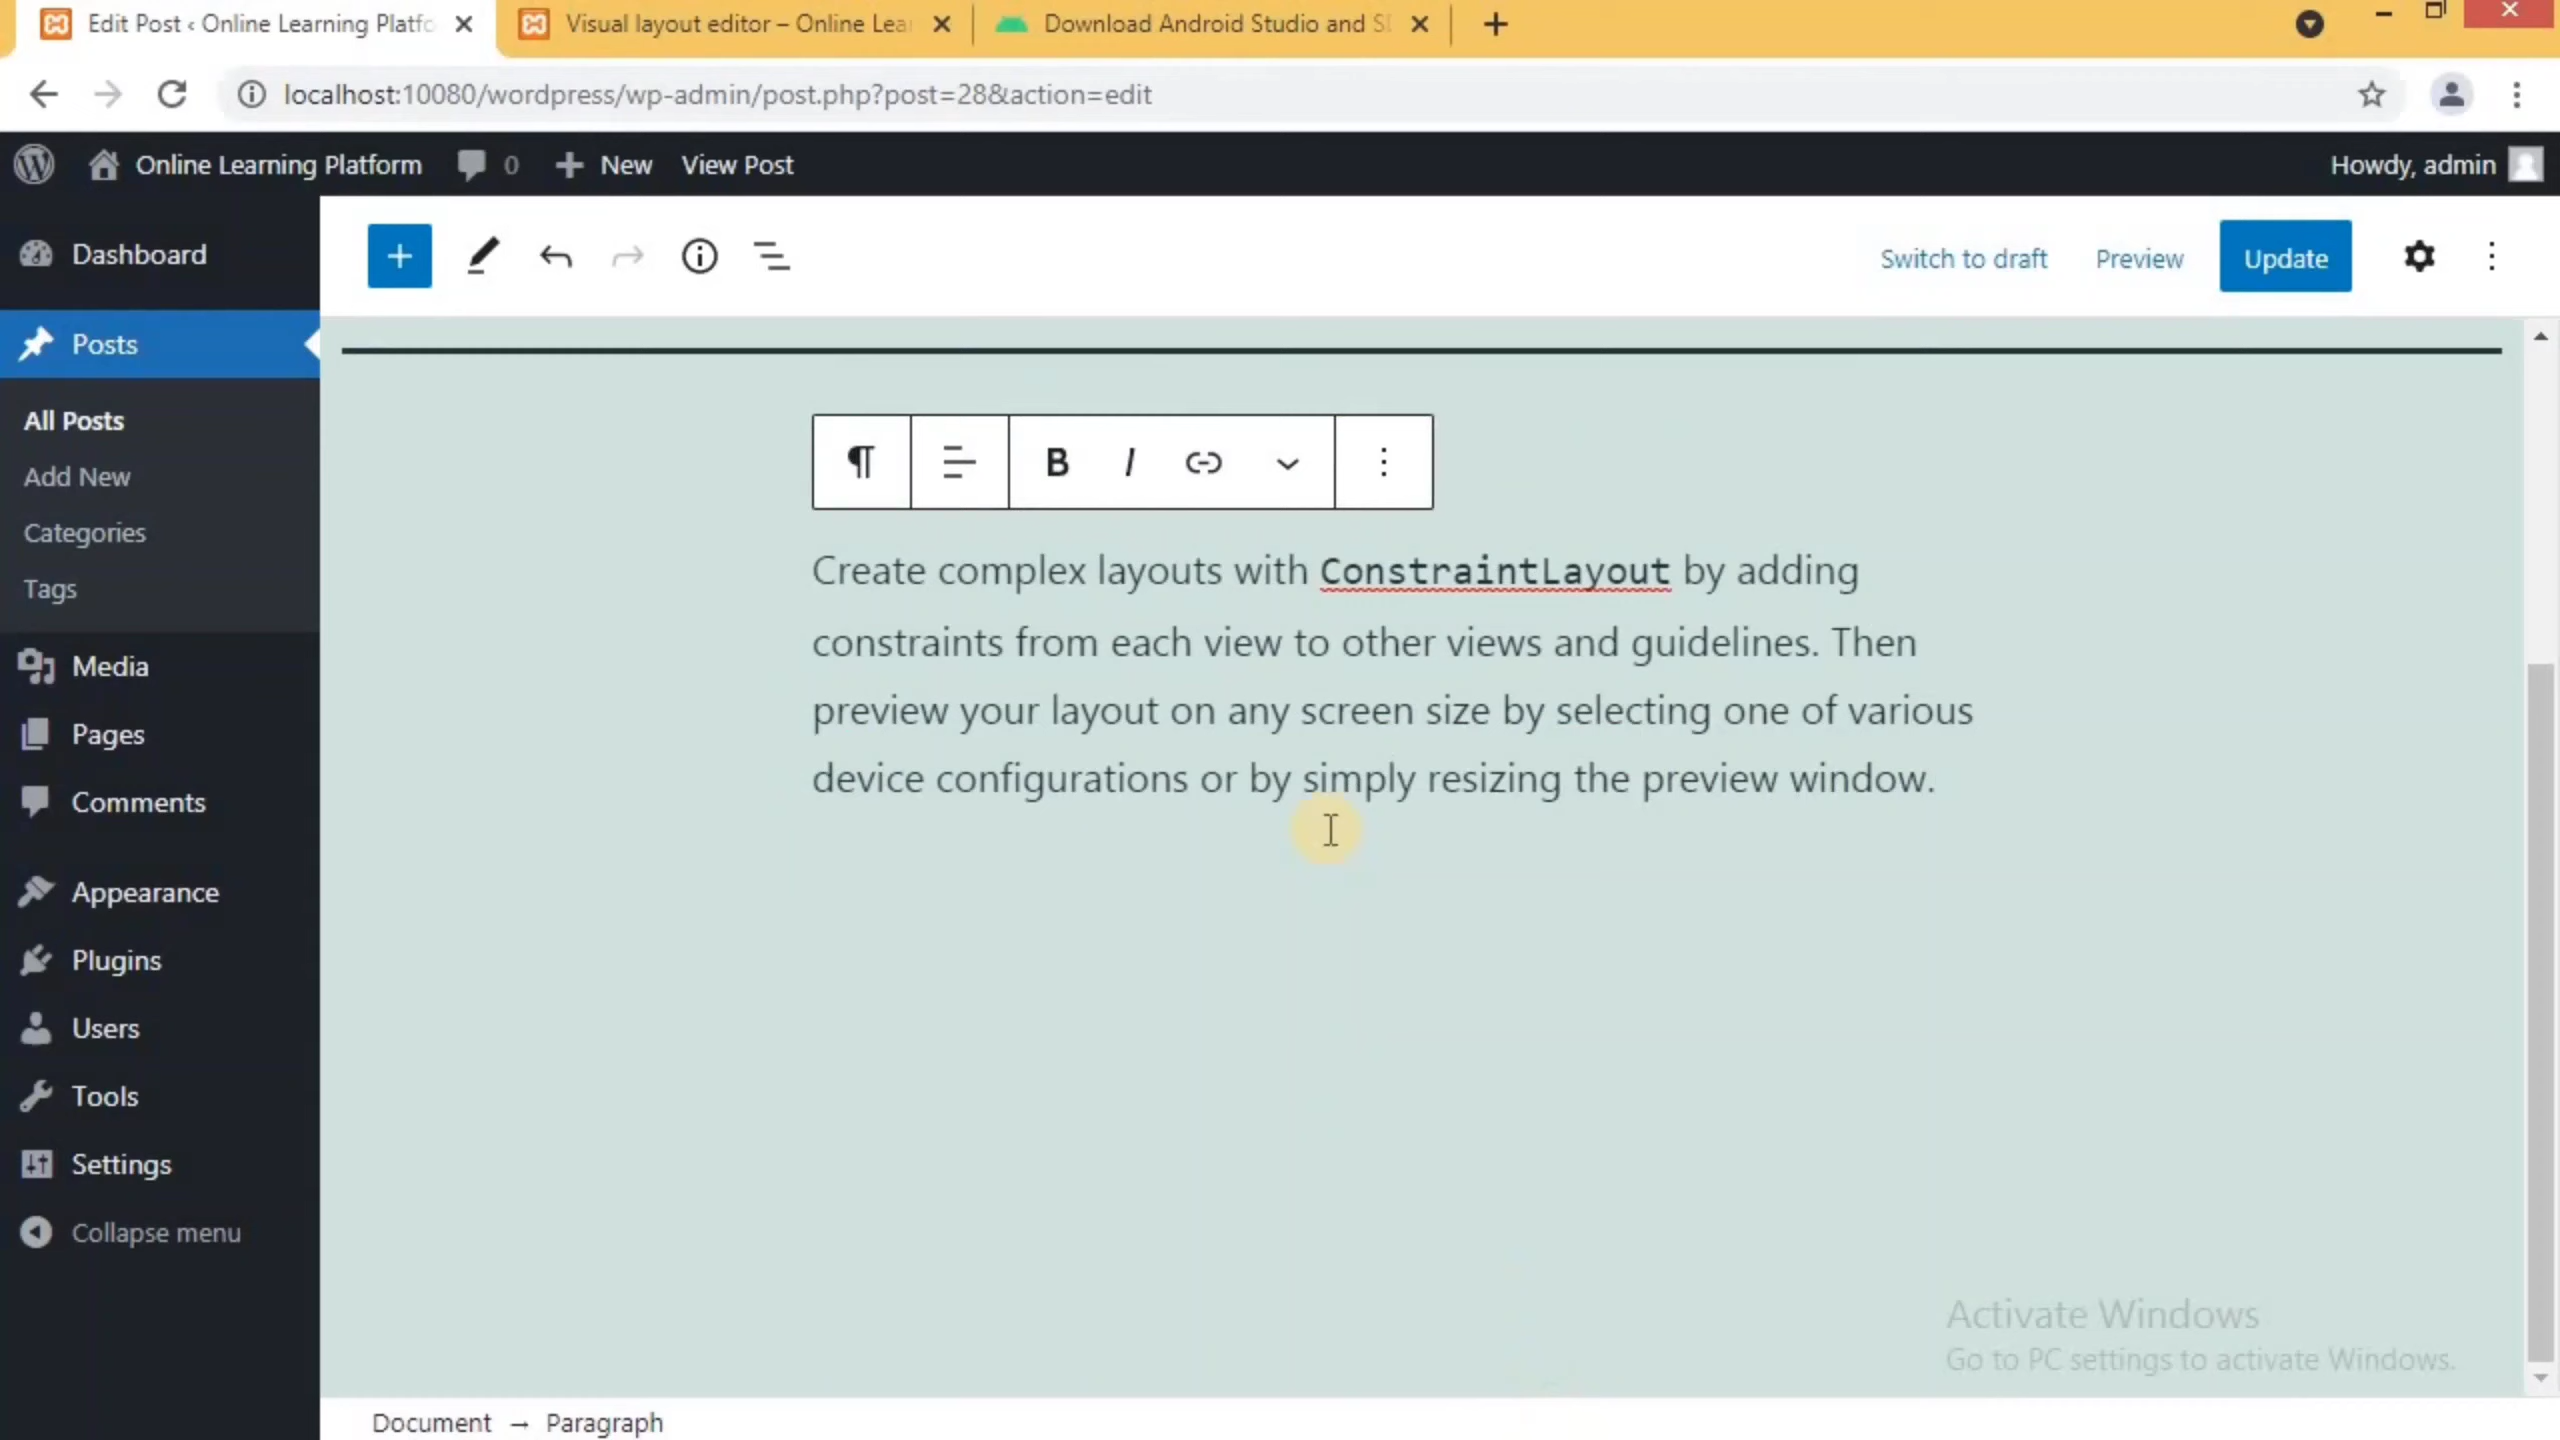 Edit Post ‹ Online Learning Platfo
Visual layout editor – Online Lea
Download Android Studio and S
localhost:10080/wordpress/wp-admin/post.php?post=28&action=edit
Online Learning Platform
0
New
View Post
Howdy, admin
Dashboard
Posts
All Posts
Add New
Categories
Tags
Media
Pages
Comments
Appearance
Plugins
Users
Tools
Settings
Collapse menu
Switch to draft
Preview
Update
B
I
Create complex layouts with ConstraintLayout by adding
constraints from each view to other views and guidelines. Then
preview your layout on any screen size by selecting one of various
device configurations or by simply resizing the preview window.
Activate Windows
Go to PC settings to activate Windows.
Document → Paragraph